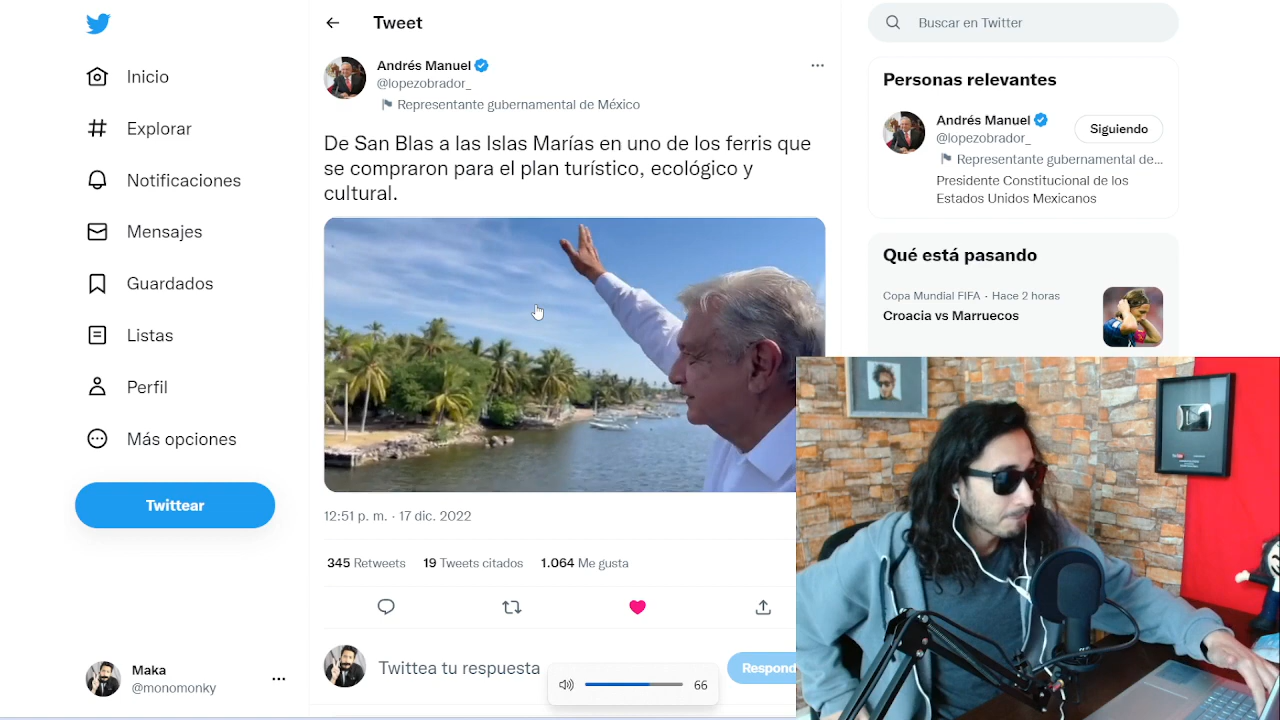 Tweet
Buscar en Twitter
Inicio
Explorar
Notificaciones
Mensajes
Guardados
Listas
Perfil
Más opciones
Twittear
Maka
@monomonky
Andrés Manuel
@lopezobrador_
Representante gubernamental de México
De San Blas a las Islas Marías en uno de los ferris que
se compraron para el plan turístico, ecológico y
cultural.
12:51 p. m. · 17 dic. 2022
345 Retweets 19 Tweets citados 1.064 Me gusta
Twittea tu respuesta
Respond
66
Personas relevantes
Andrés Manuel
@lopezobrador_
Siguiendo
Representante gubernamental de...
Presidente Constitucional de los
Estados Unidos Mexicanos
Qué está pasando
Copa Mundial FIFA · Hace 2 horas
Croacia vs Marruecos